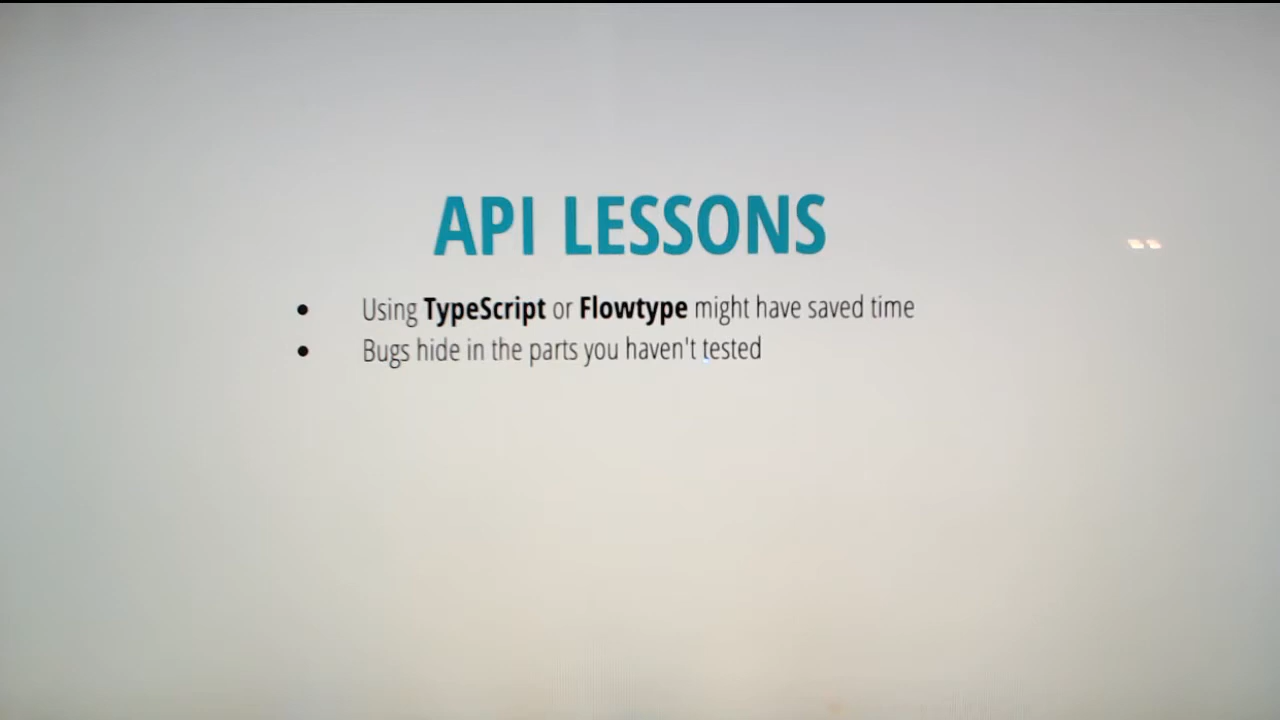 API LESSONS
• Using TypeScript or Flowtype might have saved time
• Bugs hide in the parts you haven't tested